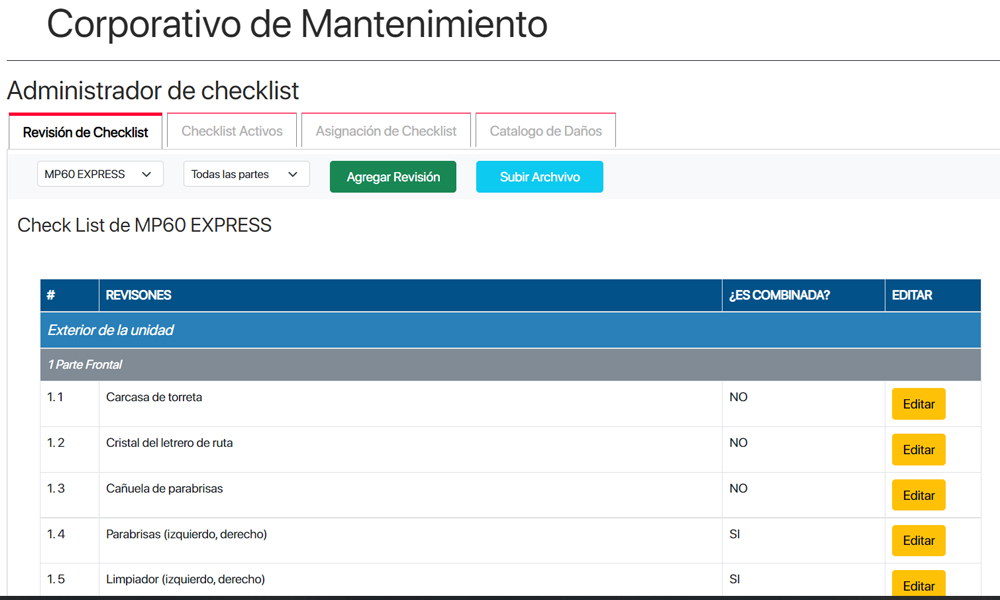 Corporativo de Mantenimiento
Administrador de checklist
Revisión de Checklist Checklist Activos Asignación de Checklist Catalogo de Daños
MP60 EXPRESS Todas las partes Agregar Revisión Subir Archvivo
Check List de MP60 EXPRESS
# REVISONES ¿ES COMBINADA? EDITAR
Exterior de la unidad
1 Parte Frontal
1. 1 Carcasa de torreta NO Editar
1. 2 Cristal del letrero de ruta NO Editar
1. 3 Cañuela de parabrisas NO Editar
1. 4 Parabrisas (izquierdo, derecho) SI Editar
1. 5 Limpiador (izquierdo, derecho) SI Editar